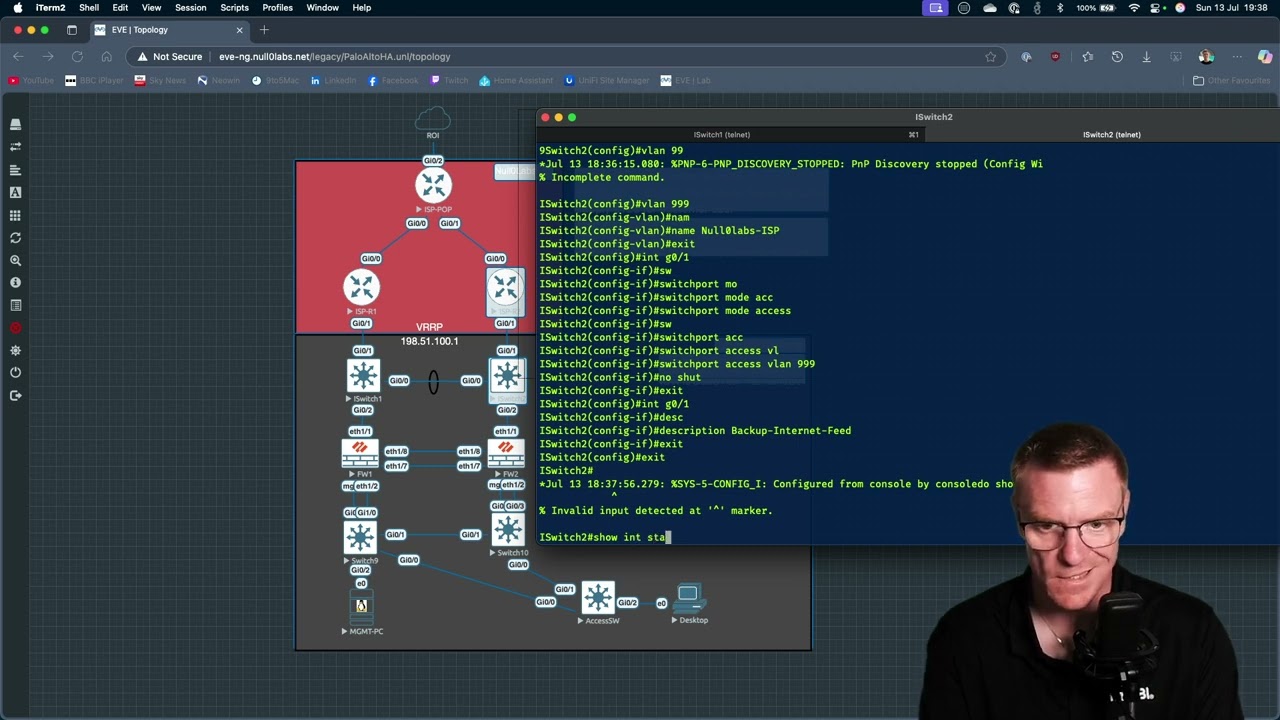 iTerm2 Shell Edit View Session Scripts Profiles Window Help
100% Sun 13 Jul 19:38
EVE | Topology
Not Secure eve-ng.null0labs.net/legacy/PaloAltoHA.unl/topology
YouTube BBC iPlayer Sky News Neowin 9to5Mac LinkedIn Facebook Twitch Home Assistant UniFi Site Manager EVE | Lab Other Favourites
ROI
Gi0/2
Null0La
ISP-POP
Gi0/0 Gi0/1
Gi0/0 Gi0/0
ISP-R1
Gi0/1 Gi0/1
VRRP
198.51.100.1
Gi0/1 Gi0/1
Gi0/0 Gi0/0
ISwitch1
Gi0/2 Gi0/2
eth1/1 eth1/1
eth1/8 eth1/8
eth1/7 eth1/7
FW1 FW2
mg eth1/2 mg eth1/2
Gi0 Gi1/0 Gi0 Gi0/3
Gi0/1 Gi0/1
Switch9 Switch10
Gi0/0 Gi0/0
Gi0/2
e0
MGMT-PC
Gi0/1
Gi0/0 Gi0/2 e0
AccessSW Desktop
ISwitch2
ISwitch1 (telnet) ⌘1 ISwitch2 (telnet)
9Switch2(config)#vlan 99
*Jul 13 18:36:15.080: %PNP-6-PNP_DISCOVERY_STOPPED: PnP Discovery stopped (Config Wi
% Incomplete command.
ISwitch2(config)#vlan 999
ISwitch2(config-vlan)#nam
ISwitch2(config-vlan)#name Null0labs-ISP
ISwitch2(config-vlan)#exit
ISwitch2(config)#int g0/1
ISwitch2(config-if)#sw
ISwitch2(config-if)#switchport mo
ISwitch2(config-if)#switchport mode acc
ISwitch2(config-if)#switchport mode access
ISwitch2(config-if)#sw
ISwitch2(config-if)#switchport acc
ISwitch2(config-if)#switchport access vl
ISwitch2(config-if)#switchport access vlan 999
ISwitch2(config-if)#no shut
ISwitch2(config-if)#exit
ISwitch2(config)#int g0/1
ISwitch2(config-if)#desc
ISwitch2(config-if)#description Backup-Internet-Feed
ISwitch2(config-if)#exit
ISwitch2(config)#exit
ISwitch2#
*Jul 13 18:37:56.279: %SYS-5-CONFIG_I: Configured from console by consoledo sho
^
% Invalid input detected at '^' marker.
ISwitch2#show int sta